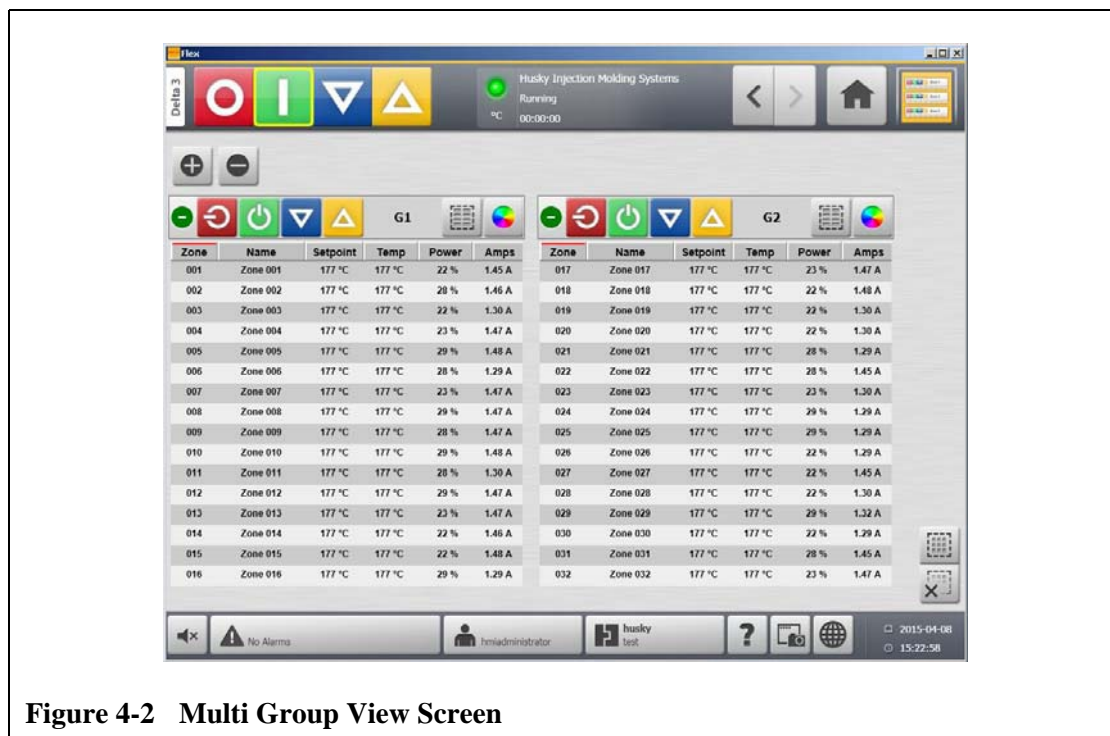 Flex
Delta 3
Husky Injection Molding Systems
Running
°C 00:00:00
G1
Zone Name Setpoint Temp Power Amps
001 Zone 001 177 °C 177 °C 22 % 1.45 A
002 Zone 002 177 °C 177 °C 28 % 1.46 A
003 Zone 003 177 °C 177 °C 22 % 1.30 A
004 Zone 004 177 °C 177 °C 23 % 1.47 A
005 Zone 005 177 °C 177 °C 29 % 1.48 A
006 Zone 006 177 °C 177 °C 28 % 1.29 A
007 Zone 007 177 °C 177 °C 23 % 1.47 A
008 Zone 008 177 °C 177 °C 29 % 1.47 A
009 Zone 009 177 °C 177 °C 28 % 1.47 A
010 Zone 010 177 °C 177 °C 29 % 1.48 A
011 Zone 011 177 °C 177 °C 28 % 1.30 A
012 Zone 012 177 °C 177 °C 29 % 1.47 A
013 Zone 013 177 °C 177 °C 23 % 1.47 A
014 Zone 014 177 °C 177 °C 22 % 1.46 A
015 Zone 015 177 °C 177 °C 22 % 1.48 A
016 Zone 016 177 °C 177 °C 29 % 1.29 A
G2
Zone Name Setpoint Temp Power Amps
017 Zone 017 177 °C 177 °C 23 % 1.47 A
018 Zone 018 177 °C 177 °C 22 % 1.48 A
019 Zone 019 177 °C 177 °C 22 % 1.30 A
020 Zone 020 177 °C 177 °C 22 % 1.30 A
021 Zone 021 177 °C 177 °C 28 % 1.29 A
022 Zone 022 177 °C 177 °C 28 % 1.45 A
023 Zone 023 177 °C 177 °C 23 % 1.30 A
024 Zone 024 177 °C 177 °C 29 % 1.29 A
025 Zone 025 177 °C 177 °C 29 % 1.29 A
026 Zone 026 177 °C 177 °C 22 % 1.29 A
027 Zone 027 177 °C 177 °C 22 % 1.45 A
028 Zone 028 177 °C 177 °C 22 % 1.30 A
029 Zone 029 177 °C 177 °C 29 % 1.32 A
030 Zone 030 177 °C 177 °C 22 % 1.29 A
031 Zone 031 177 °C 177 °C 28 % 1.45 A
032 Zone 032 177 °C 177 °C 23 % 1.47 A
No Alarms
hmiadministrator
husky
test
?
2015-04-08
15:22:58
Figure 4-2 Multi Group View Screen